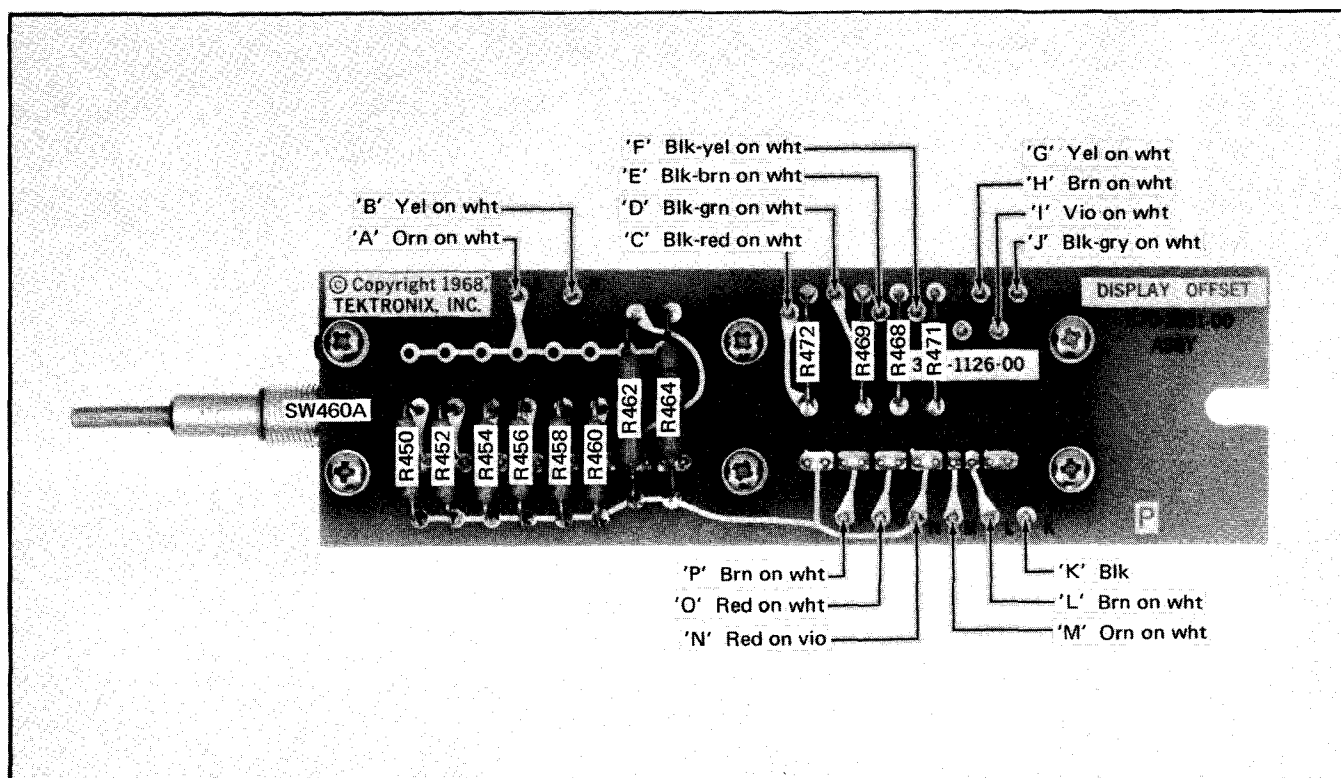 'F' Blk-yel on wht
'E' Blk-brn on wht
'D' Blk-grn on wht
'C' Blk-red on wht
'G' Yel on wht
'H' Brn on wht
'I' Vio on wht
'J' Blk-gry on wht
'B' Yel on wht
'A' Orn on wht
© Copyright 1968,
TEKTRONIX, INC.
DISPLAY OFFSET
ASSY
SW460A
R450
R452
R454
R456
R458
R460
R462
R464
R472
R469
R468
R471
3 -1126-00
P
N
L
K
'P' Brn on wht
'O' Red on wht
'N' Red on vio
'K' Blk
'L' Brn on wht
'M' Orn on wht